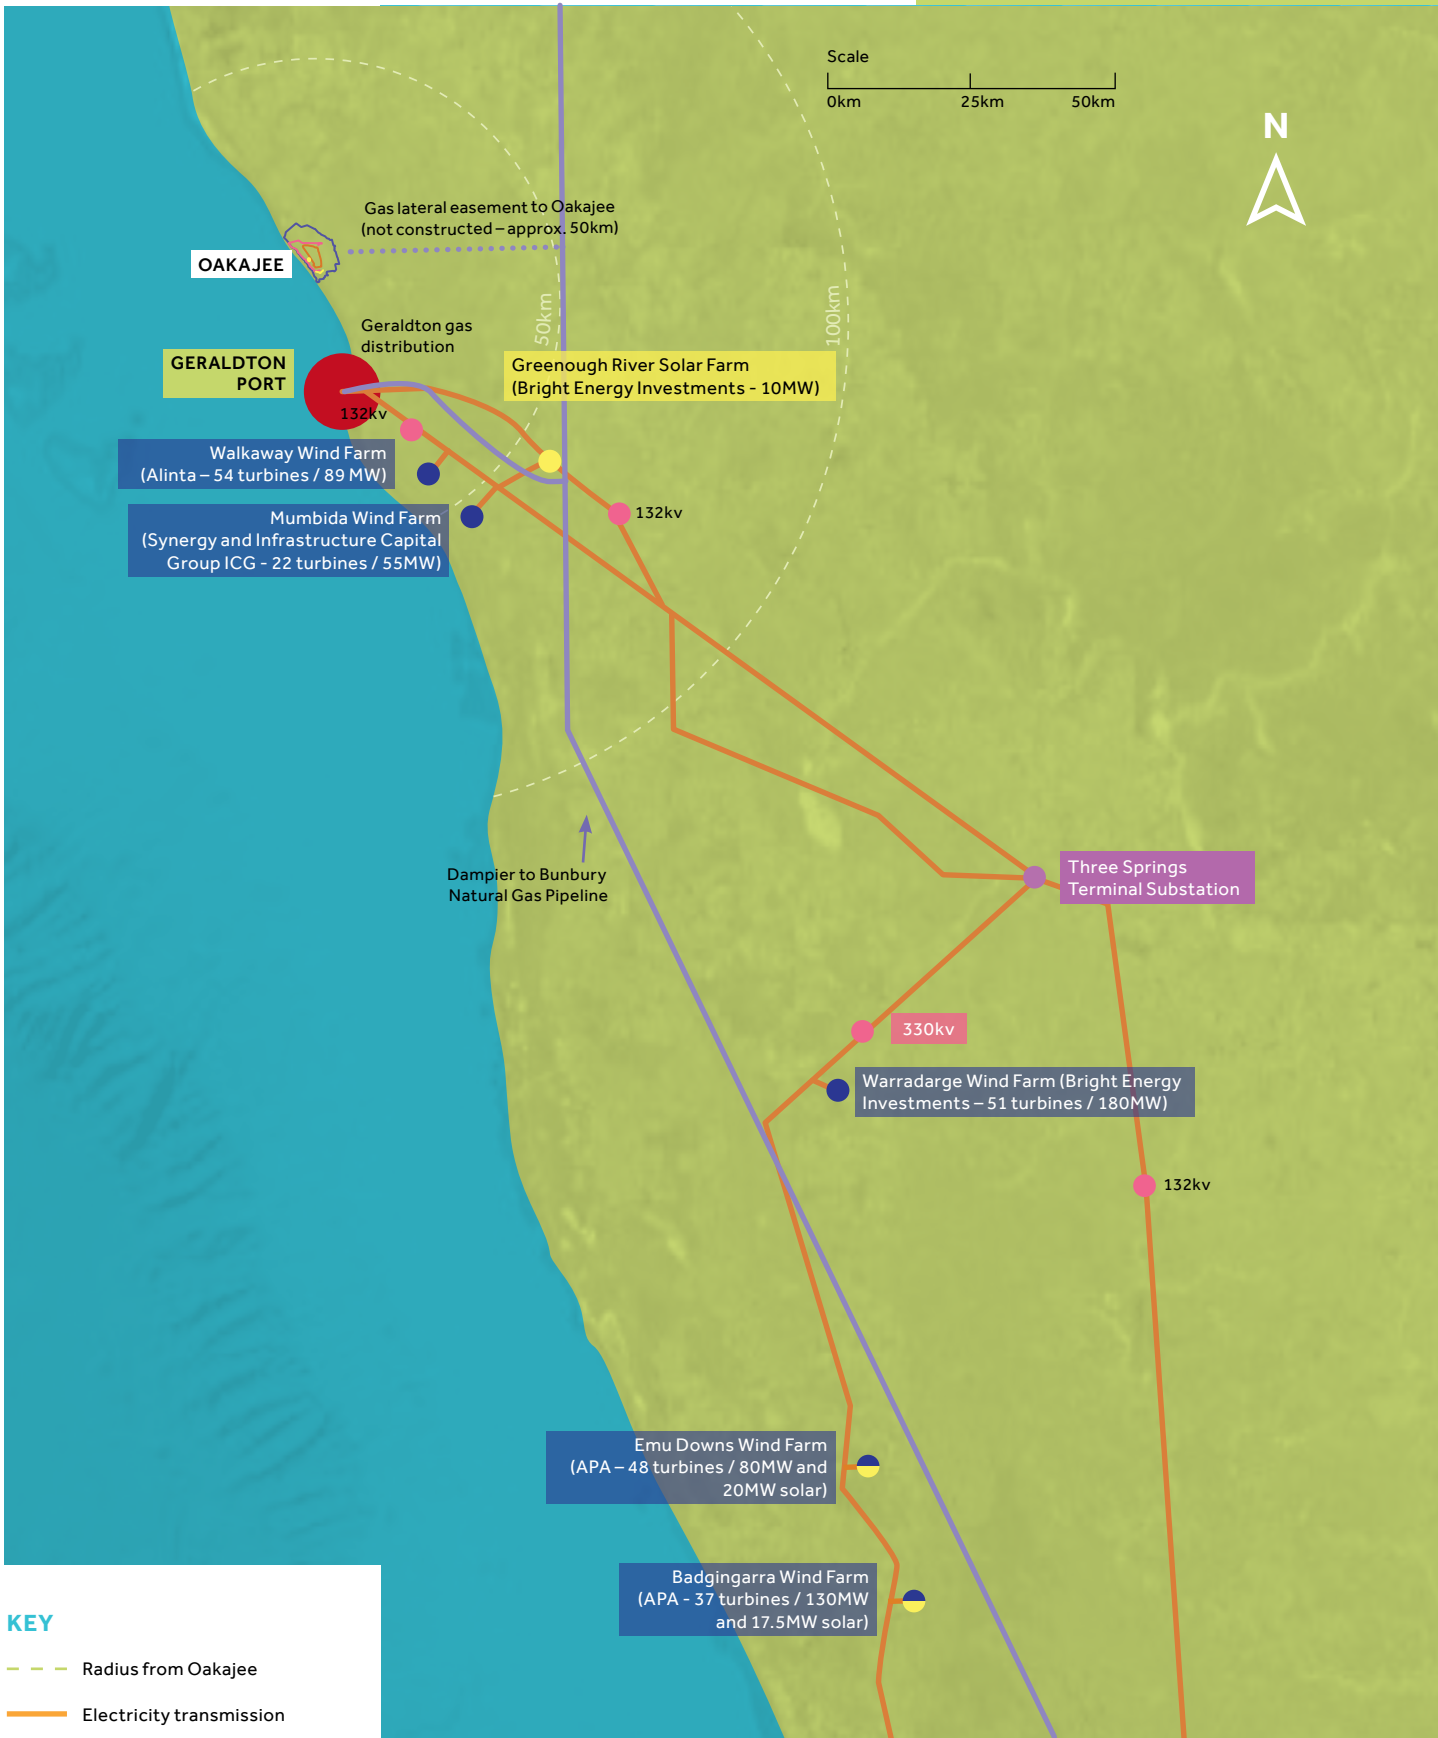 Scale
0km 25km 50km
N
Gas lateral easement to Oakajee
(not constructed – approx. 50km)
OAKAJEE
50km
100km
Geraldton gas
distribution
GERALDTON
PORT
Greenough River Solar Farm
(Bright Energy Investments - 10MW)
132kv
Walkaway Wind Farm
(Alinta – 54 turbines / 89 MW)
132kv
Mumbida Wind Farm
(Synergy and Infrastructure Capital
Group ICG - 22 turbines / 55MW)
Dampier to Bunbury
Natural Gas Pipeline
Three Springs
Terminal Substation
330kv
Warradarge Wind Farm (Bright Energy
Investments – 51 turbines / 180MW)
132kv
Emu Downs Wind Farm
(APA – 48 turbines / 80MW and
20MW solar)
Badgingarra Wind Farm
(APA - 37 turbines / 130MW
and 17.5MW solar)
KEY
Radius from Oakajee
Electricity transmission